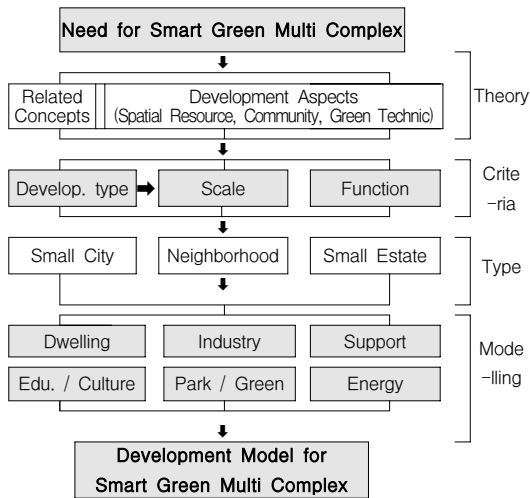 Need for Smart Green Multi Complex
Related
Concepts
Development Aspects
(Spatial Resource, Community, Green Technic)
Theory
Develop. type
Scale
Function
Crite
-ria
Small City
Neighborhood
Small Estate
Type
Dwelling
Industry
Support
Edu. / Culture
Park / Green
Energy
Mode
-lling
Development Model for
Smart Green Multi Complex